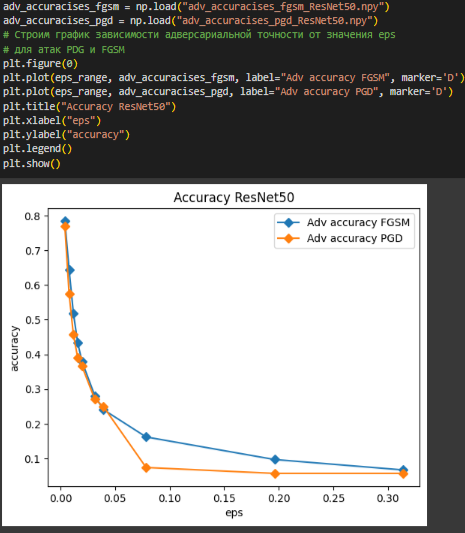 adv_accuracises_fgsm = np.load("adv_accuracises_fgsm_ResNet50.npy")
adv_accuracises_pgd = np.load("adv_accuracises_pgd_ResNet50.npy")
# Строим график зависимости адверсариальной точности от значения eps
# для атак PDG и FGSM
plt.figure(0)
plt.plot(eps_range, adv_accuracises_fgsm, label="Adv accuracy FGSM", marker='D')
plt.plot(eps_range, adv_accuracises_pgd, label="Adv accuracy PGD", marker='D')
plt.title("Accuracy ResNet50")
plt.xlabel("eps")
plt.ylabel("accuracy")
plt.legend()
plt.show()
Accuracy ResNet50
Adv accuracy FGSM
Adv accuracy PGD
accuracy
0.8
0.7
0.6
0.5
0.4
0.3
0.2
0.1
0.00 0.05 0.10 0.15 0.20 0.25 0.30
eps